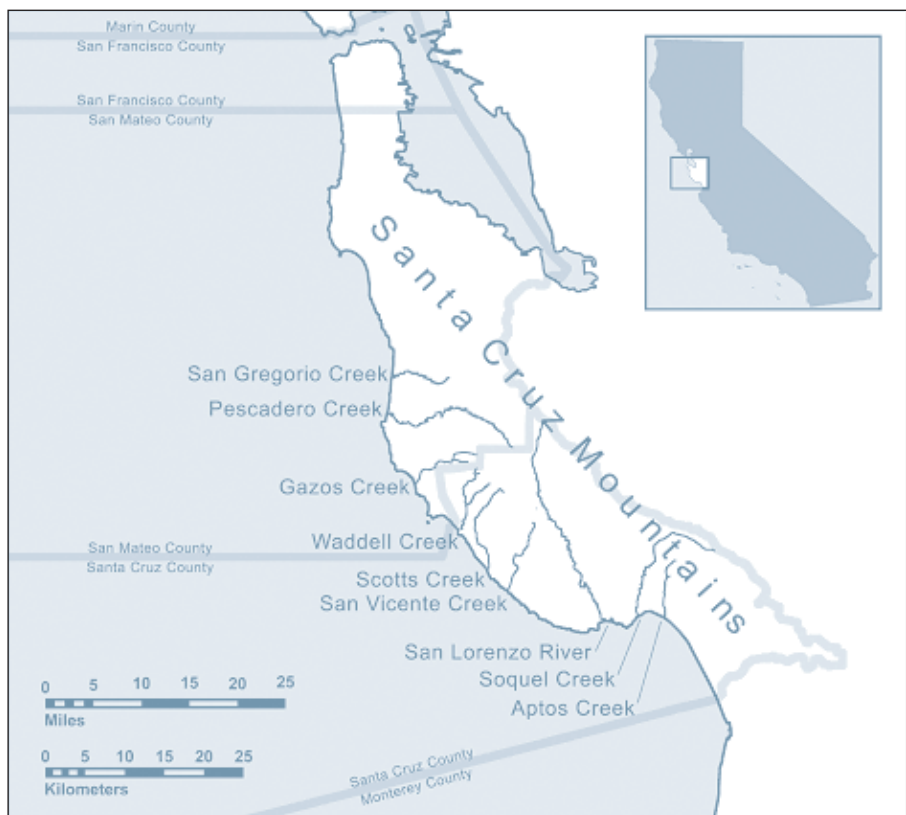 Marin County
San Francisco County
San Francisco County
San Mateo County
Santa Cruz Mountains
San Gregorio Creek
Pescadero Creek
Gazos Creek
Waddell Creek
San Mateo County
Santa Cruz County
Scotts Creek
San Vicente Creek
San Lorenzo River
Soquel Creek
Aptos Creek
0 5 10 15 20 25
Miles
0 5 10 15 20 25
Kilometers
Santa Cruz County
Monterey County